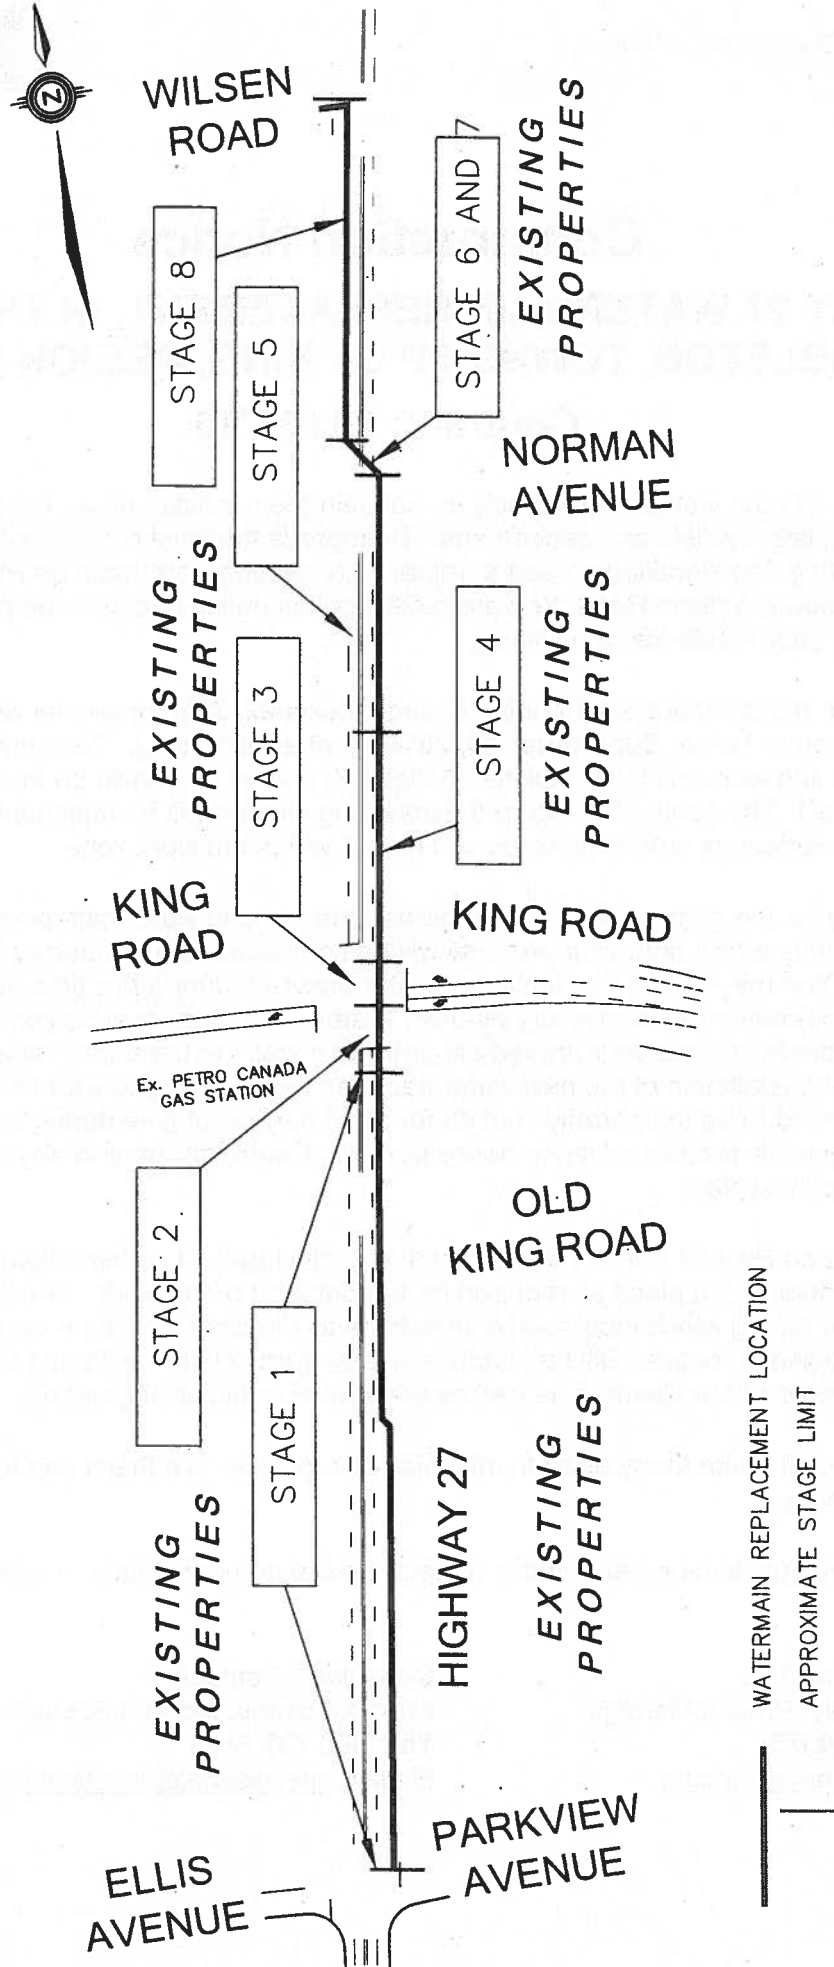 N
WILSEN
ROAD
STAGE 8
STAGE 5
STAGE 6 AND 7
EXISTING
PROPERTIES
NORMAN
AVENUE
EXISTING
PROPERTIES
STAGE 3
STAGE 4
EXISTING
PROPERTIES
KING
ROAD
KING ROAD
Ex. PETRO CANADA
GAS STATION
STAGE 2
STAGE 1
OLD
KING ROAD
EXISTING
PROPERTIES
HIGHWAY 27
EXISTING
PROPERTIES
ELLIS
AVENUE
PARKVIEW
AVENUE
WATERMAIN REPLACEMENT LOCATION
APPROXIMATE STAGE LIMIT